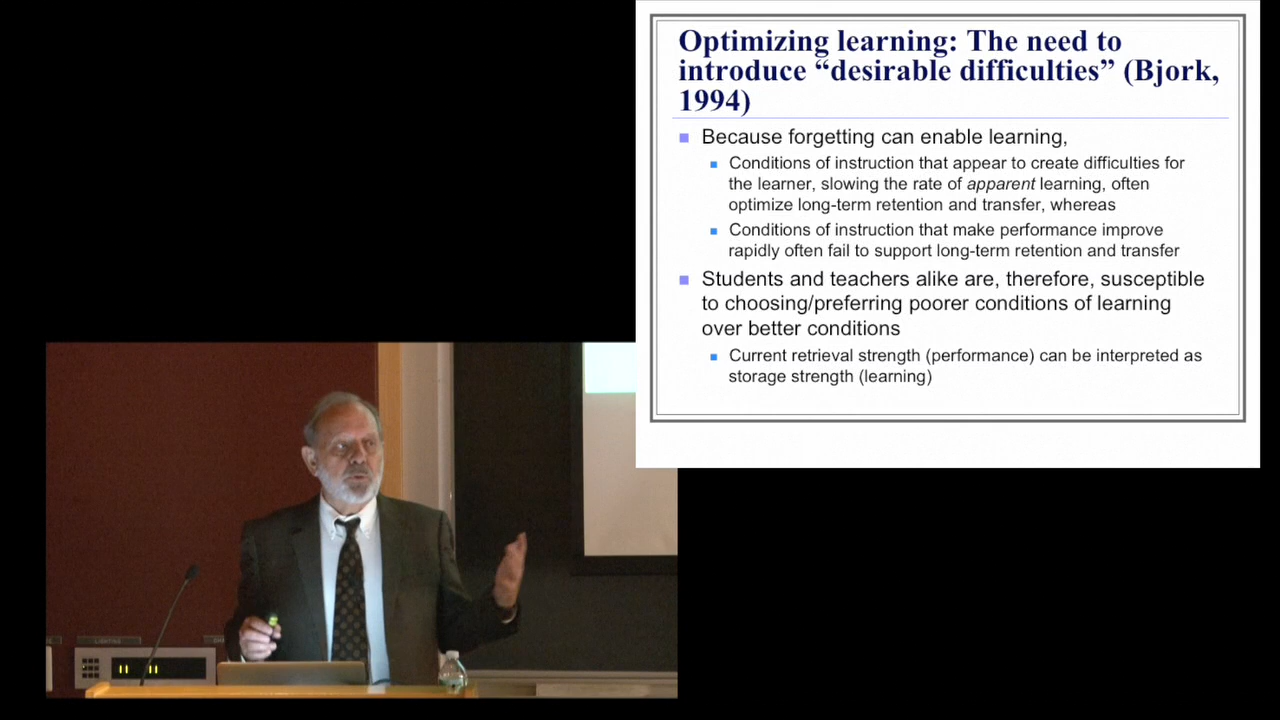 Optimizing learning: The need to
introduce “desirable difficulties” (Bjork,
1994)
Because forgetting can enable learning,
Conditions of instruction that appear to create difficulties for
the learner, slowing the rate of apparent learning, often
optimize long-term retention and transfer, whereas
Conditions of instruction that make performance improve
rapidly often fail to support long-term retention and transfer
Students and teachers alike are, therefore, susceptible
to choosing/preferring poorer conditions of learning
over better conditions
Current retrieval strength (performance) can be interpreted as
storage strength (learning)
LIGHTING